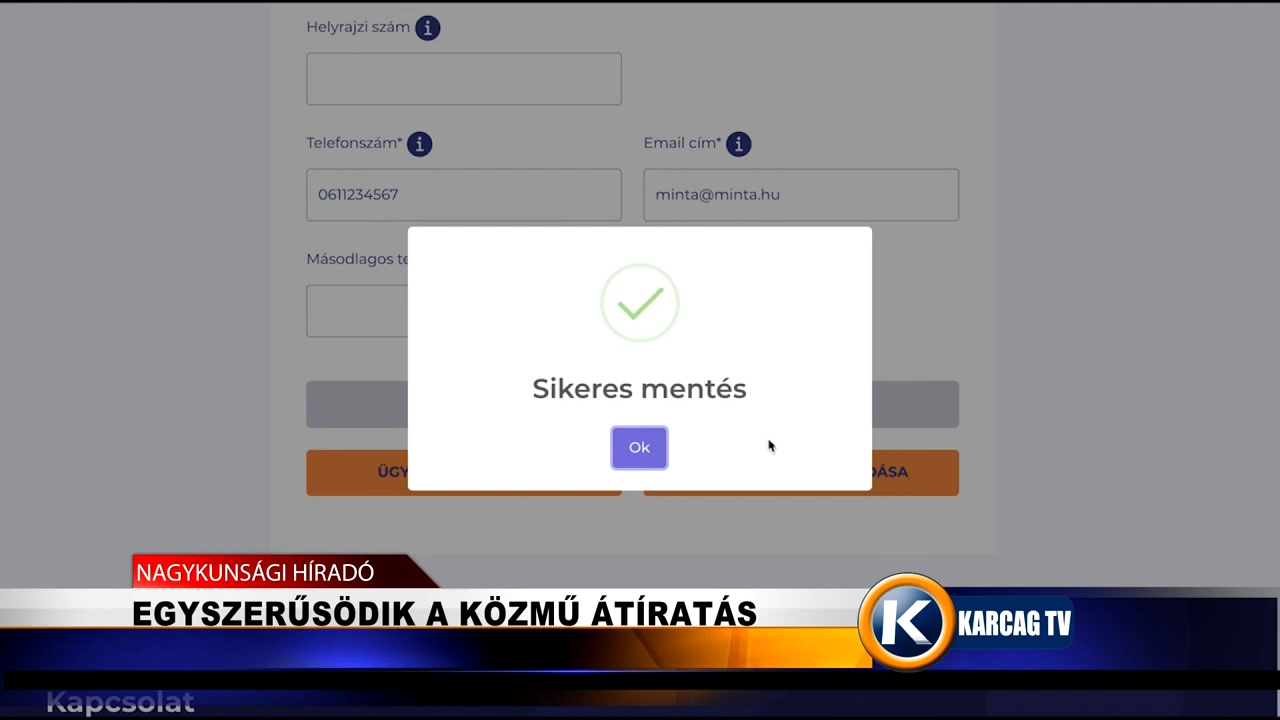 Helyrajzi szám
Telefonszám*
Email cím*
0611234567
minta@minta.hu
Másodlagos te
Sikeres mentés
Ok
ÜGY
DÁSA
NAGYKUNSÁGI HÍRADÓ
EGYSZERŰSÖDIK A KÖZMŰ ÁTÍRATÁS
K KARCAG TV
Kapcsolat